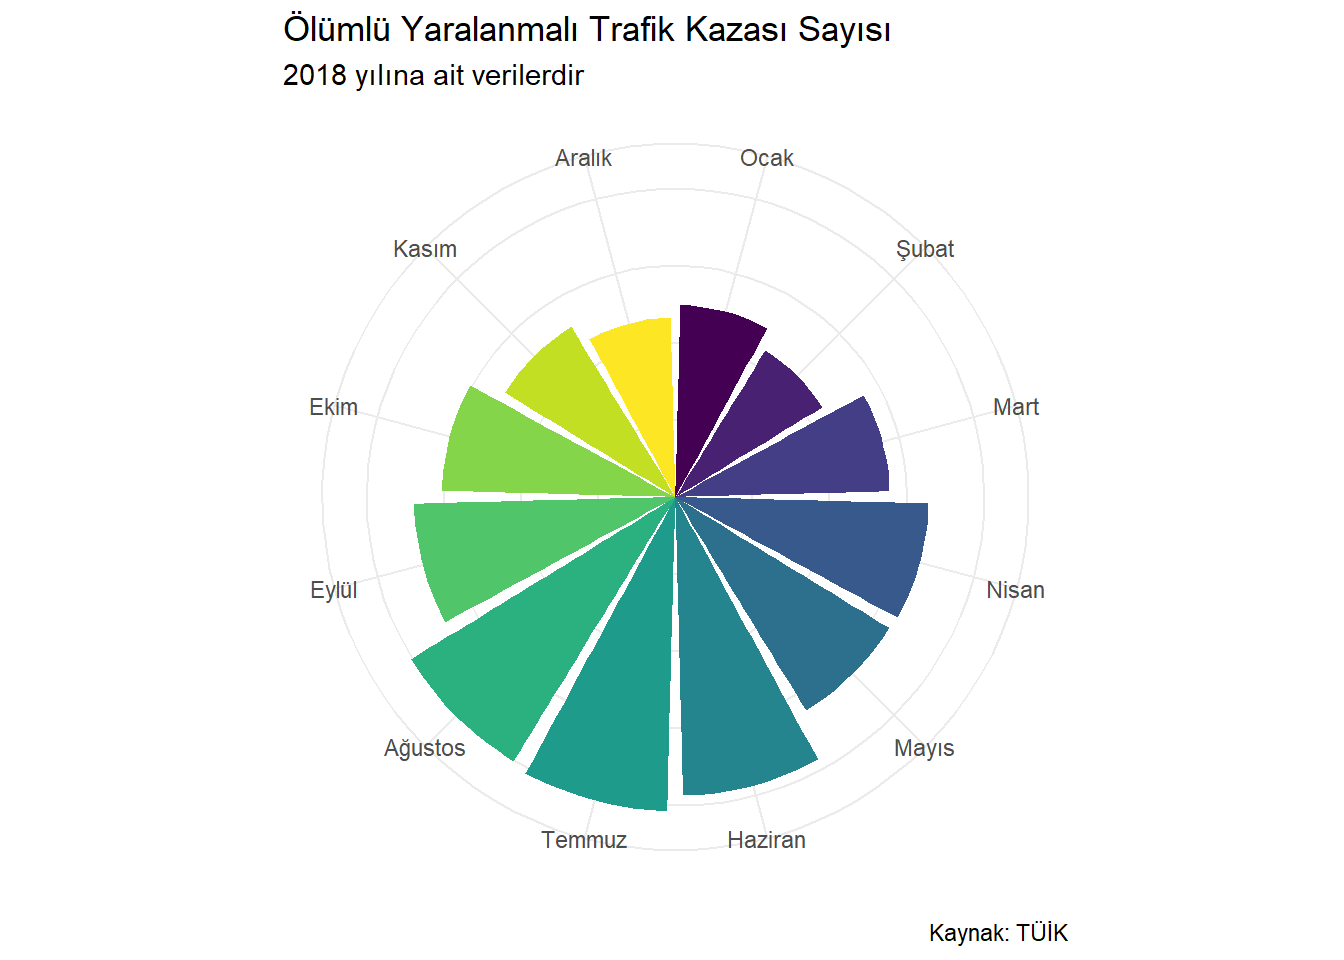 Ölümlü Yaralanmalı Trafik Kazası Sayısı
2018 yılına ait verilerdir
Aralık
Ocak
Kasım
Şubat
Ekim
Mart
Eylül
Nisan
Ağustos
Mayıs
Temmuz
Haziran
Kaynak: TÜİK